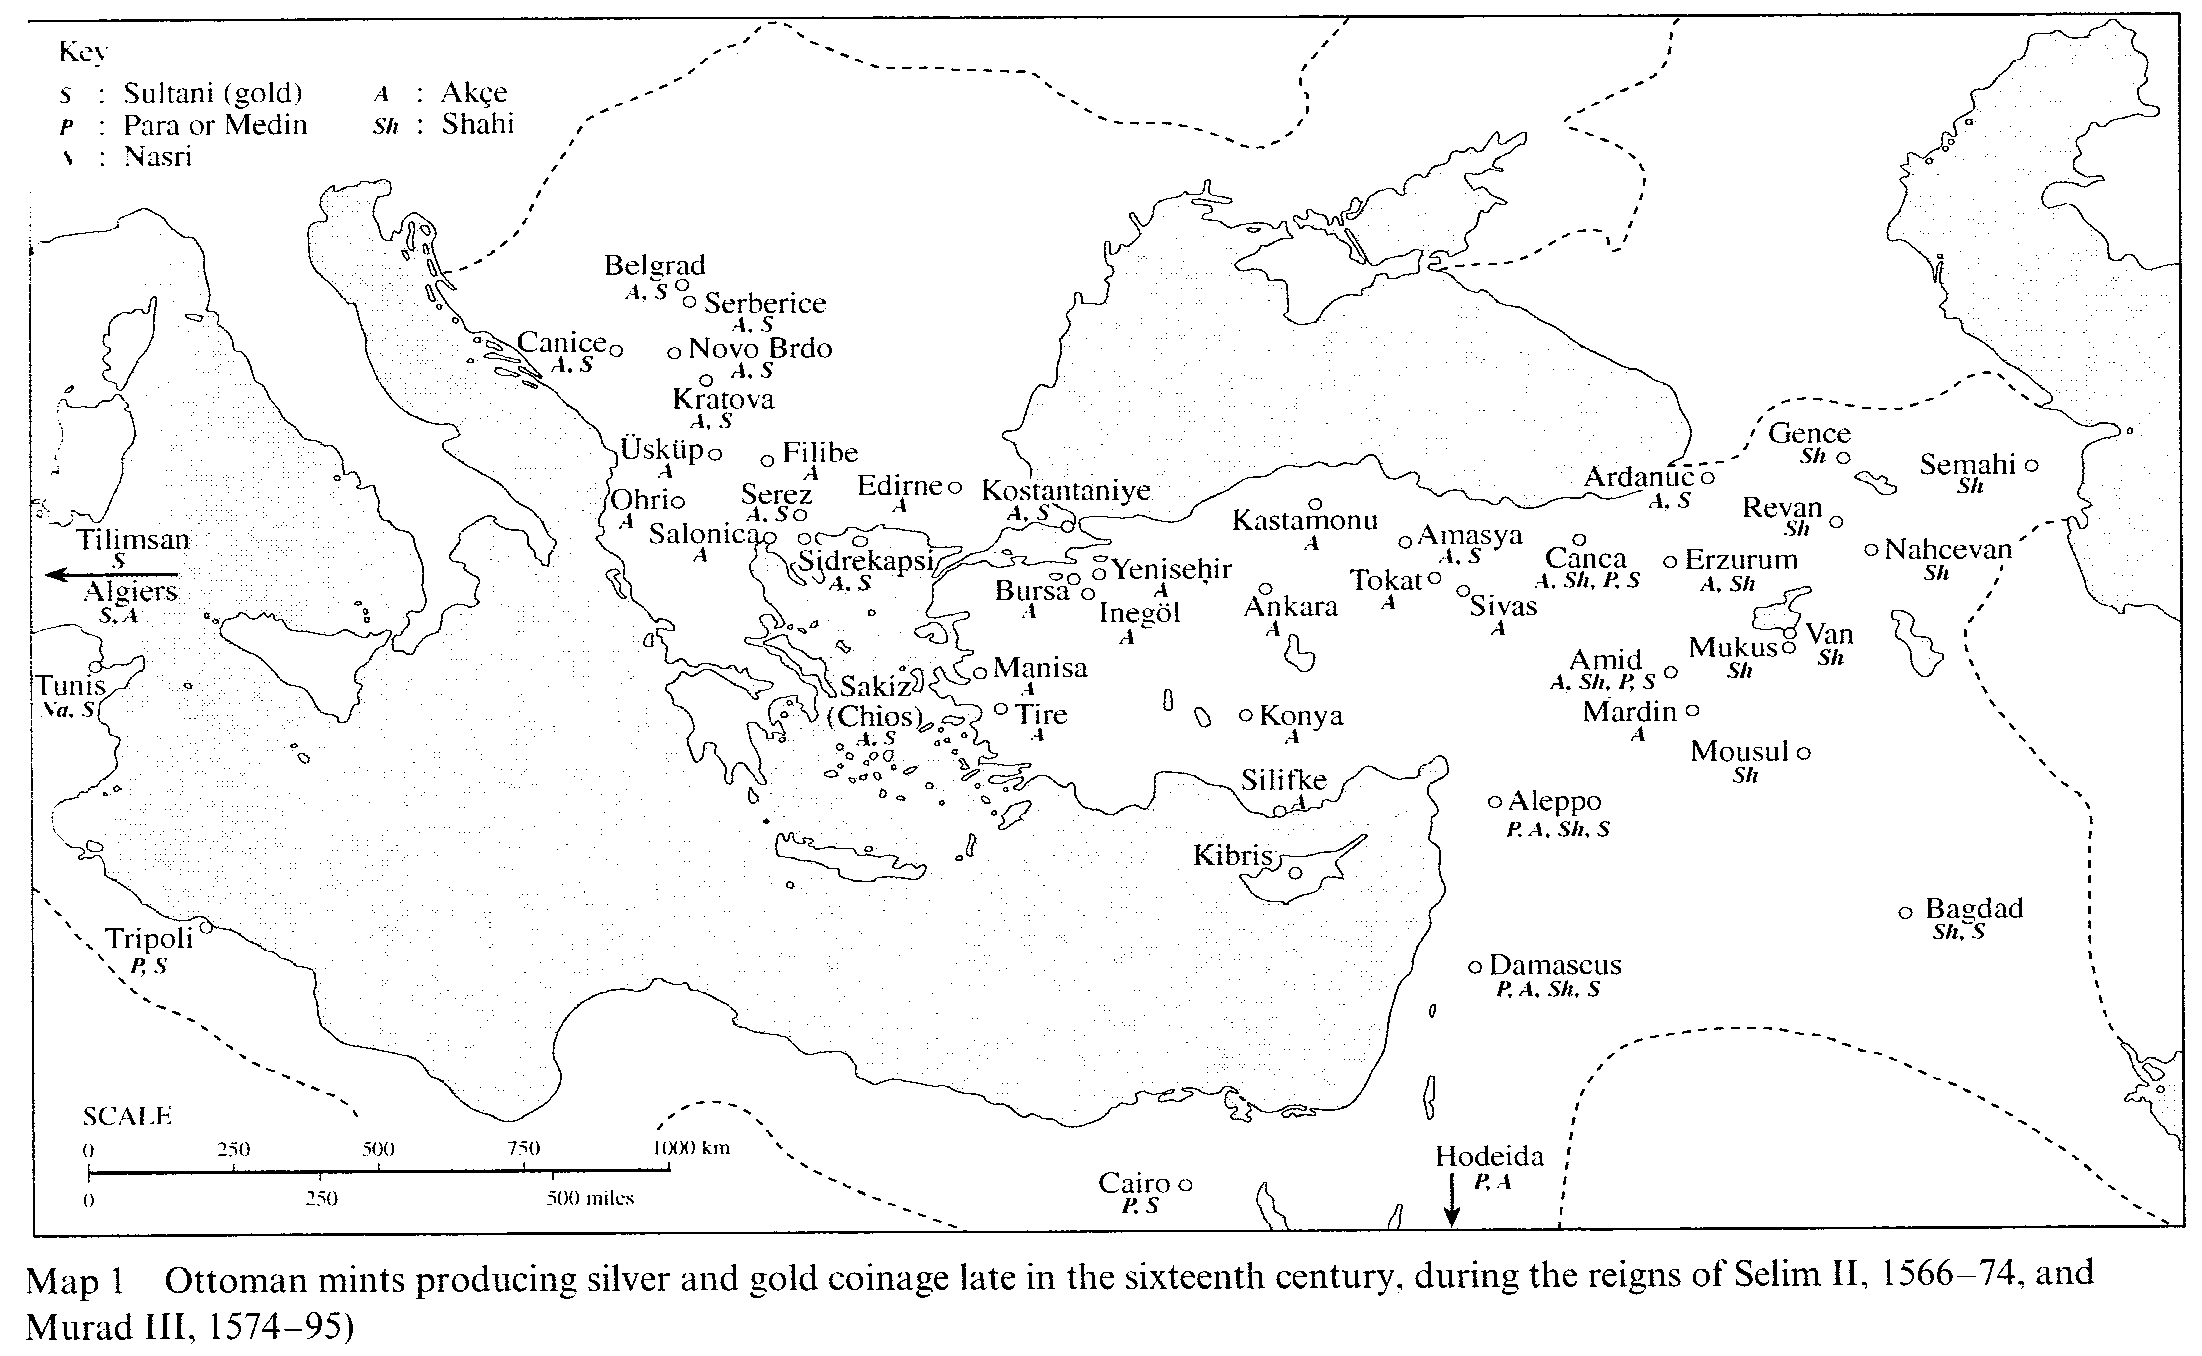 Key
S : Sultani (gold) A : Akçe
P : Para or Medin Sh : Shahi
: Nasri
Belgrad
A, S
Serberice
A, S
Canice
A, S
Novo Brdo
A, S
Kratova
A, S
Üsküp
A
Filibe
A
Ohri
A
Serez
A, S
Edirne
A
Kostantaniye
A, S
Salonica
A
Sidrekapsi
A, S
Bursa
A
Yenisehir
A
Inegöl
A
Kastamonu
A
Ankara
A
Amasya
A, S
Tokat
A
Sivas
A
Canca
A, Sh, P, S
Erzurum
A, Sh
Ardanuc
A, S
Gence
Sh
Semahi
Sh
Revan
Sh
Nahcevan
Sh
Van
Sh
Mukus
Sh
Amid
A, Sh, P, S
Mardin
A
Mousul
Sh
Manisa
A
Sakiz
(Chios)
A, S
Tire
A
Konya
A
Silifke
A
Kibris
Aleppo
P, A, Sh, S
Bagdad
Sh, S
Damascus
P, A, Sh, S
Tilimsan
S
Algiers
S, A
Tunis
Na, S
Tripoli
P, S
Cairo
P, S
Hodeida
P, A
SCALE
0 250 500 750 1000 km
0 250 500 miles
Map 1 Ottoman mints producing silver and gold coinage late in the sixteenth century, during the reigns of Selim II, 1566–74, and
Murad III, 1574–95)